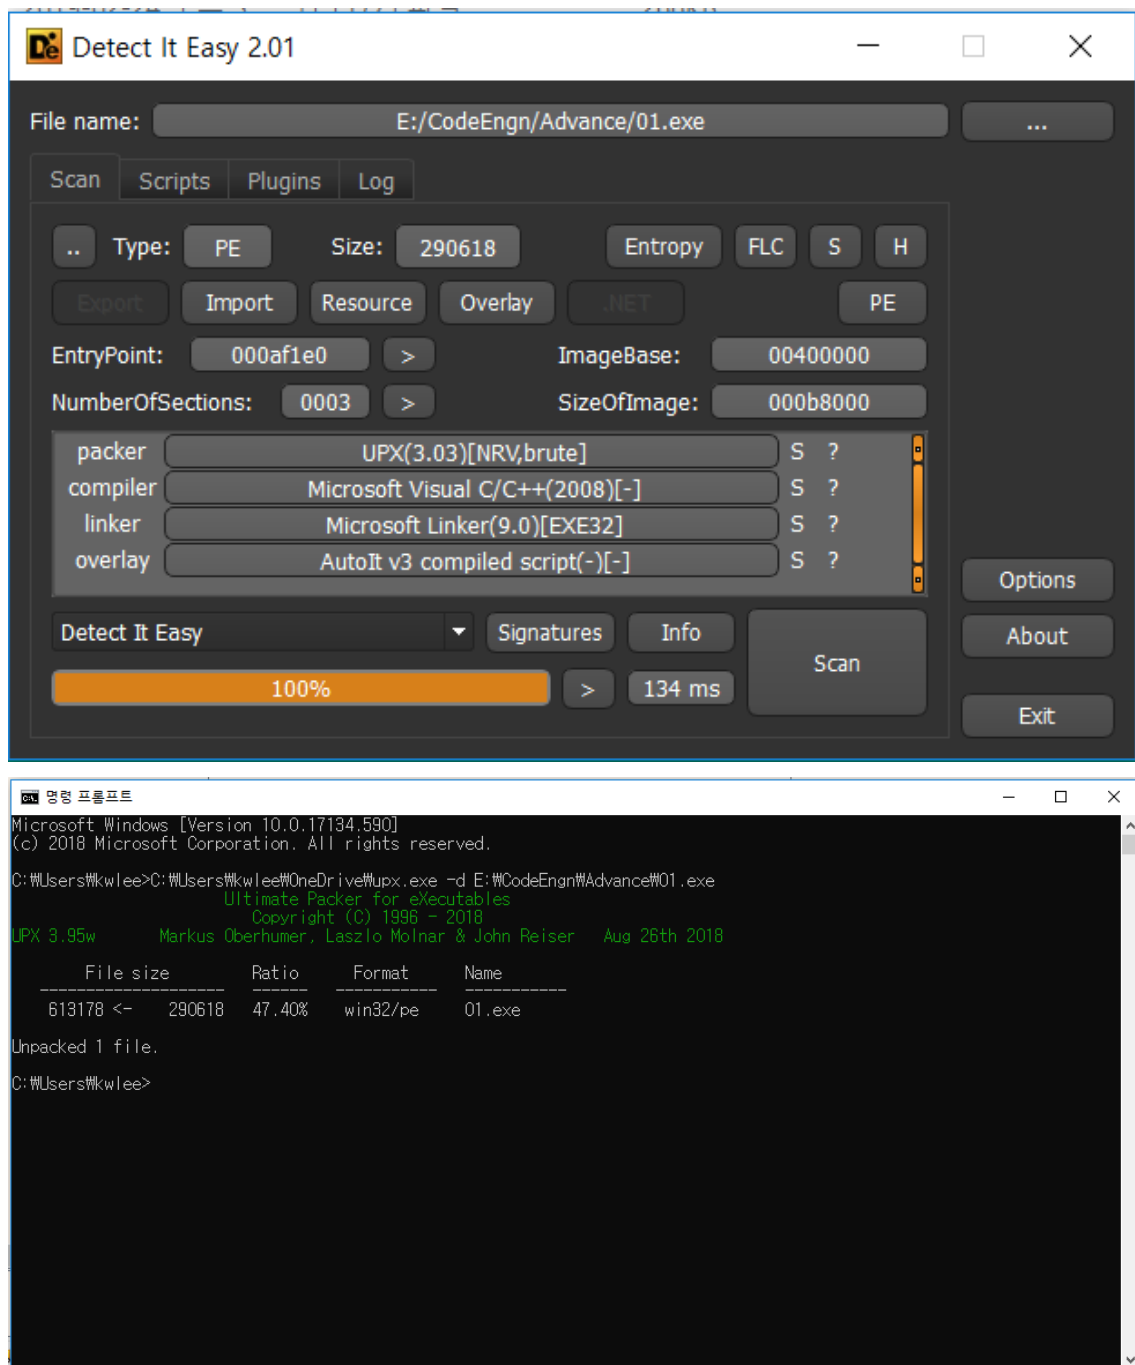 Detect It Easy 2.01
File name: E:/CodeEngn/Advance/01.exe ...
Scan Scripts Plugins Log
.. Type: PE Size: 290618 Entropy FLC S H
Export Import Resource Overlay .NET PE
EntryPoint: 000af1e0 > ImageBase: 00400000
NumberOfSections: 0003 > SizeOfImage: 000b8000
packer UPX(3.03)[NRV,brute] S ?
compiler Microsoft Visual C/C++(2008)[-] S ?
linker Microsoft Linker(9.0)[EXE32] S ?
overlay AutoIt v3 compiled script(-)[-] S ?
Options
Detect It Easy Signatures Info Scan About
100% > 134 ms
Exit
명령 프롬프트
Microsoft Windows [Version 10.0.17134.590]
(c) 2018 Microsoft Corporation. All rights reserved.
C:₩Users₩kwlee>C:₩Users₩kwlee₩OneDrive₩upx.exe -d E:₩CodeEngn₩Advance₩01.exe
Ultimate Packer for eXecutables
Copyright (C) 1996 - 2018
UPX 3.95w Markus Oberhumer, Laszlo Molnar & John Reiser Aug 26th 2018
File size Ratio Format Name
-------------------- ------ ----------- -----------
613178 <- 290618 47.40% win32/pe 01.exe
Unpacked 1 file.
C:₩Users₩kwlee>